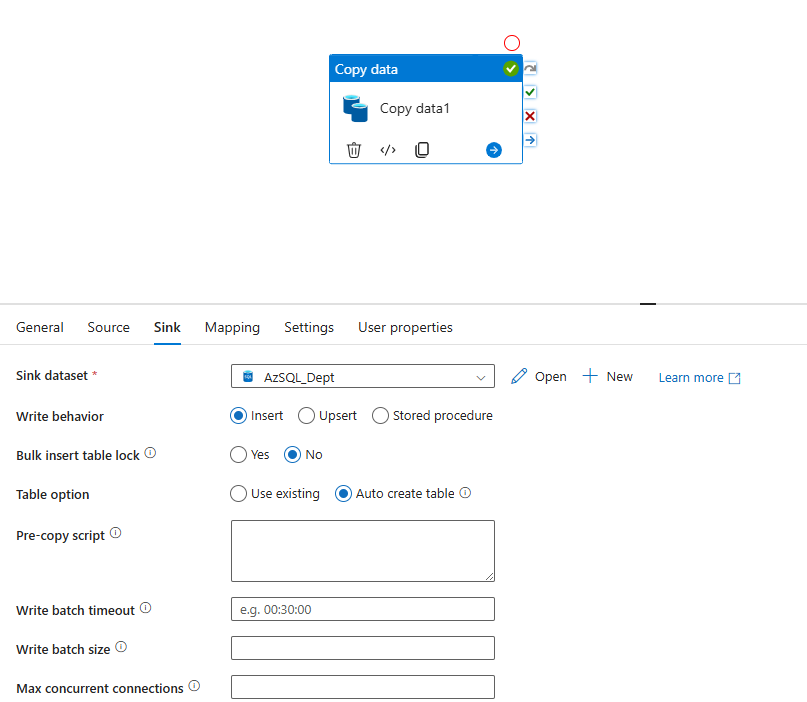 Copy data
Copy data1
General Source Sink Mapping Settings User properties
Sink dataset * AzSQL_Dept Open New Learn more
Write behavior Insert Upsert Stored procedure
Bulk insert table lock Yes No
Table option Use existing Auto create table
Pre-copy script
Write batch timeout e.g. 00:30:00
Write batch size
Max concurrent connections